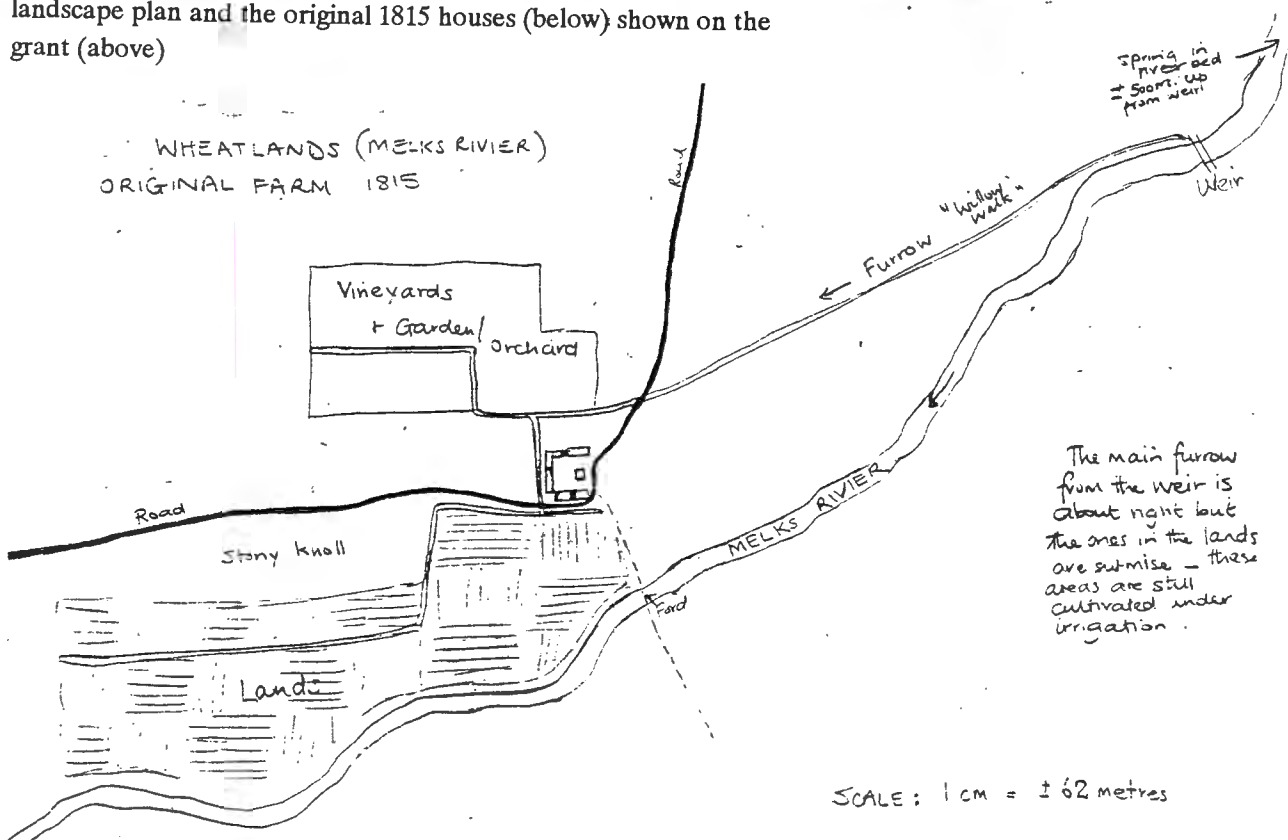 landscape plan and the original 1815 houses (below) shown on the
grant (above)
WHEATLANDS (MELKS RIVIER)
ORIGINAL FARM 1815
Spring in
river bed
± 500m. up
from weir
Weir
Road
"Willow
Walk"
Furrow
Vineyards
+ Garden/
Orchard
Road
Stony Knoll
MELKS RIVIER
Ford
Lands
The main furrow
from the weir is
about right but
the ones in the lands
are surmise – these
areas are still
cultivated under
irrigation.
SCALE: 1 cm = ± 62 metres